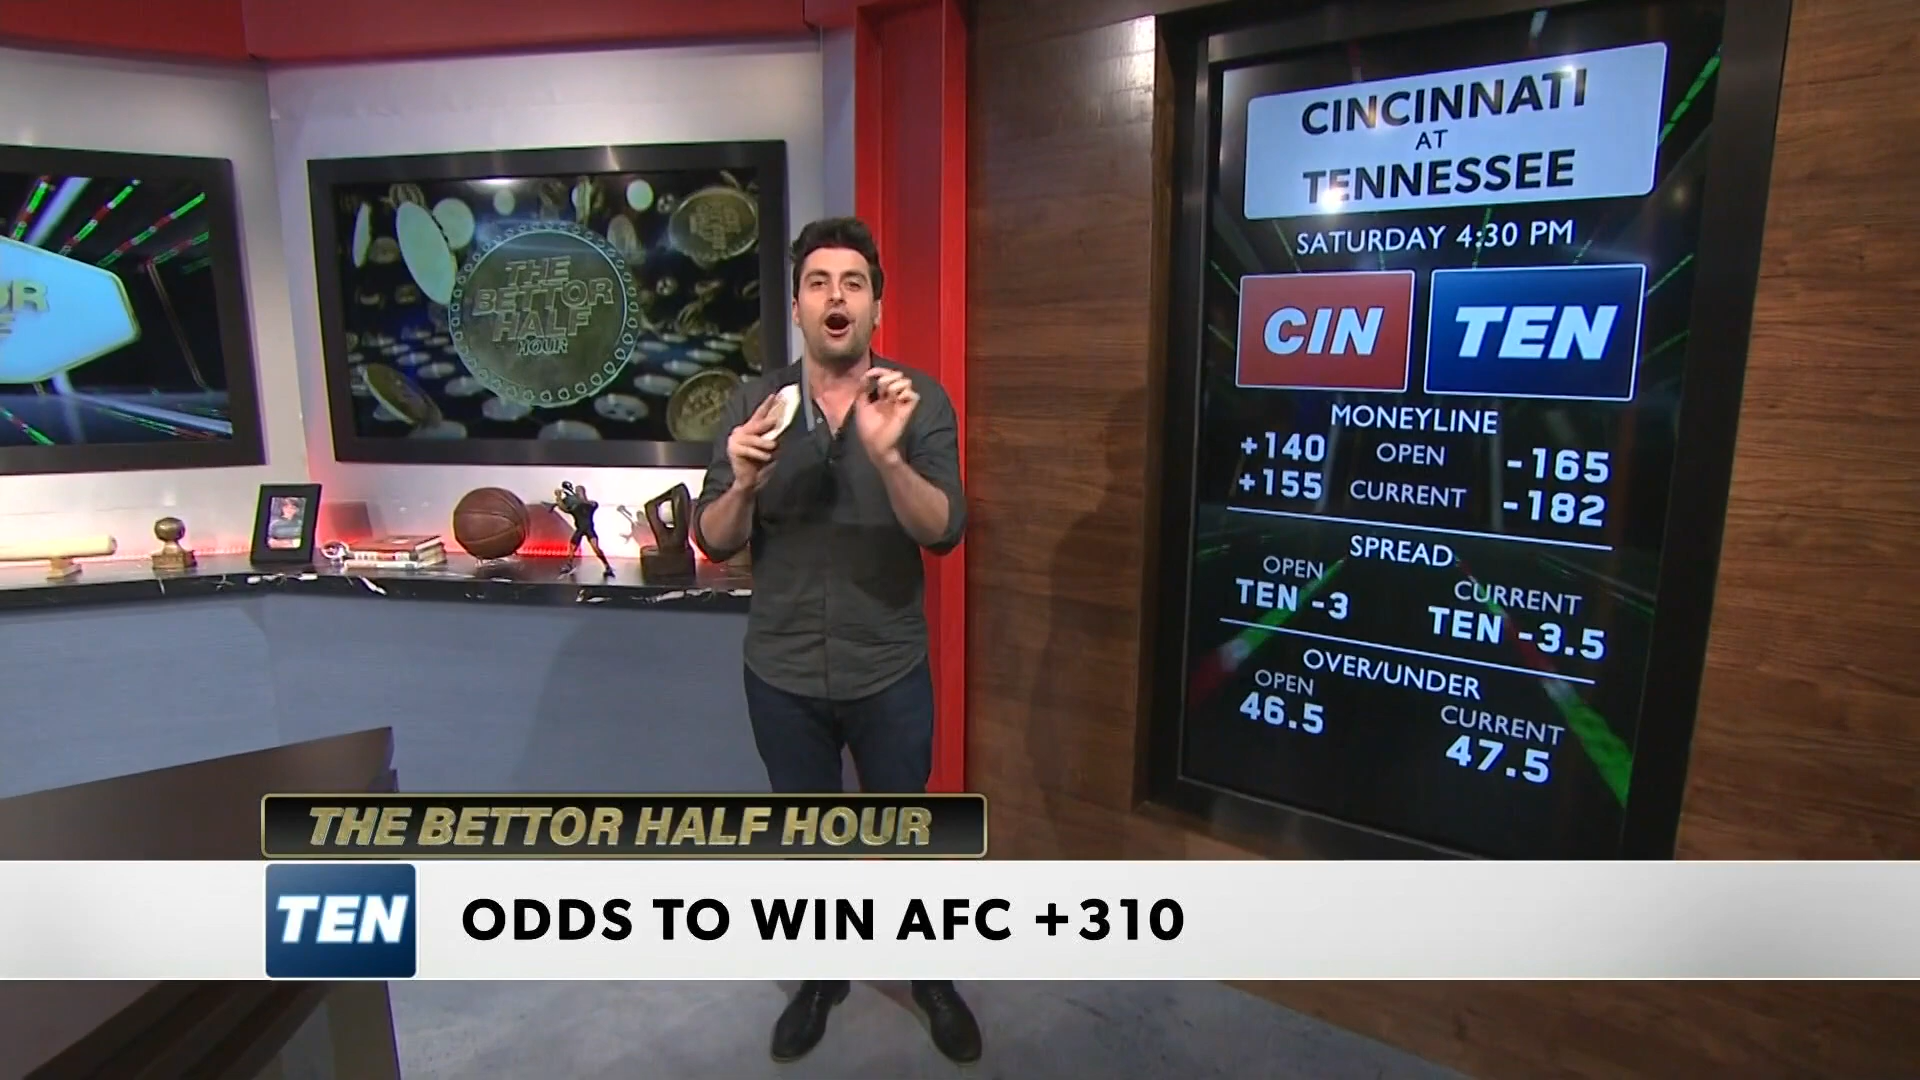 OR
THE
BETTOR
HALF
HOUR
CINCINNATI
AT
TENNESSEE
SATURDAY 4:30 PM
CIN TEN
MONEYLINE
+140 OPEN -165
+155 CURRENT -182
SPREAD
OPEN CURRENT
TEN -3 TEN -3.5
OVER/UNDER
OPEN CURRENT
46.5 47.5
THE BETTOR HALF HOUR
TEN ODDS TO WIN AFC +310